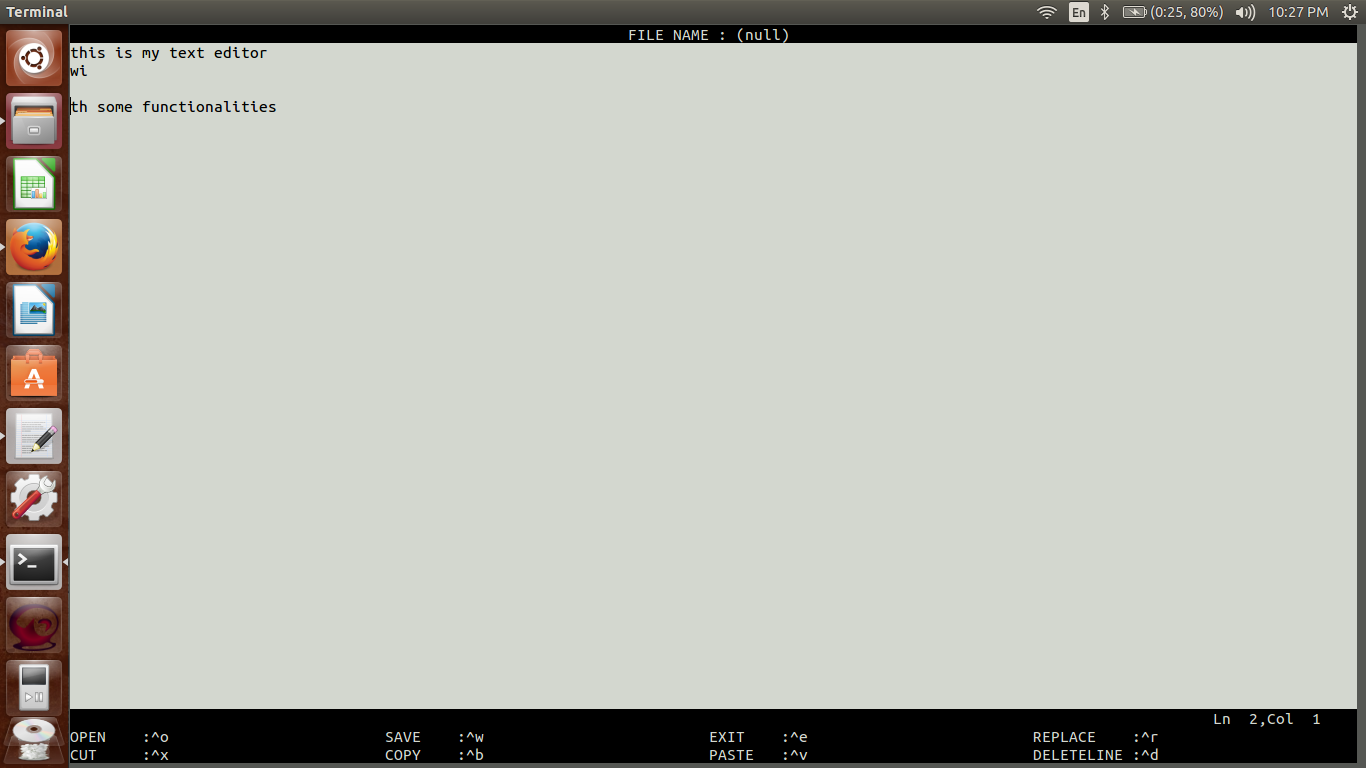 Terminal
En (0:25, 80%) 10:27 PM
FILE NAME : (null)
this is my text editor
wi
th some functionalities
Ln 2,Col 1
OPEN :^o SAVE :^w EXIT :^e REPLACE :^r
CUT :^x COPY :^b PASTE :^v DELETELINE :^d